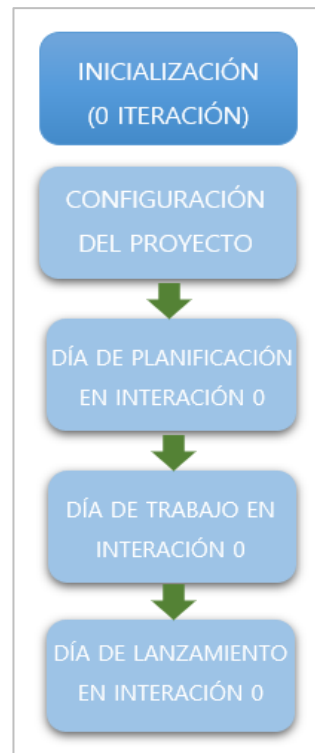 INICIALIZACIÓN
(0 ITERACIÓN)
CONFIGURACIÓN
DEL PROYECTO
DÍA DE PLANIFICACIÓN
EN INTERACIÓN 0
DÍA DE TRABAJO EN
INTERACIÓN 0
DÍA DE LANZAMIENTO
EN INTERACIÓN 0